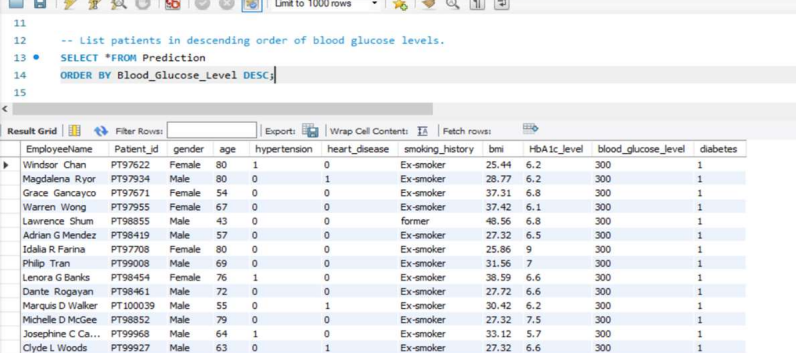 Limit to 1000 rows
11
12 -- List patients in descending order of blood glucose levels.
13 SELECT *FROM Prediction
14 ORDER BY Blood_Glucose_Level DESC;
15
Result Grid Filter Rows: Export: Wrap Cell Content: Fetch rows:
EmployeeName Patient_id gender age hypertension heart_disease smoking_history bmi HbA1c_level blood_glucose_level diabetes
Windsor Chan PT97622 Female 80 1 0 Ex-smoker 25.44 6.2 300 1
Magdalena Ryor PT97934 Male 80 0 1 Ex-smoker 28.77 6.2 300 1
Grace Gancayco PT97671 Female 54 0 0 Ex-smoker 37.31 6.8 300 1
Warren Wong PT97955 Female 67 0 0 Ex-smoker 37.42 6.1 300 1
Lawrence Shum PT98855 Male 43 0 0 former 48.56 6.8 300 1
Adrian G Mendez PT98419 Male 57 0 0 Ex-smoker 27.32 6.5 300 1
Idalia R Farina PT97708 Female 80 0 0 Ex-smoker 25.86 9 300 1
Philip Tran PT99008 Male 69 0 0 Ex-smoker 31.56 7 300 1
Lenora G Banks PT98454 Female 76 1 0 Ex-smoker 38.59 6.6 300 1
Dante Rogayan PT98461 Male 72 0 0 Ex-smoker 27.72 6.6 300 1
Marquis D Walker PT100039 Male 55 0 1 Ex-smoker 30.42 6.2 300 1
Michelle D McGee PT98852 Male 79 0 0 Ex-smoker 27.32 7.5 300 1
Josephine C Ca... PT99968 Male 64 1 0 Ex-smoker 33.12 5.7 300 1
Clyde L Woods PT99927 Male 63 0 1 Ex-smoker 27.32 6.6 300 1